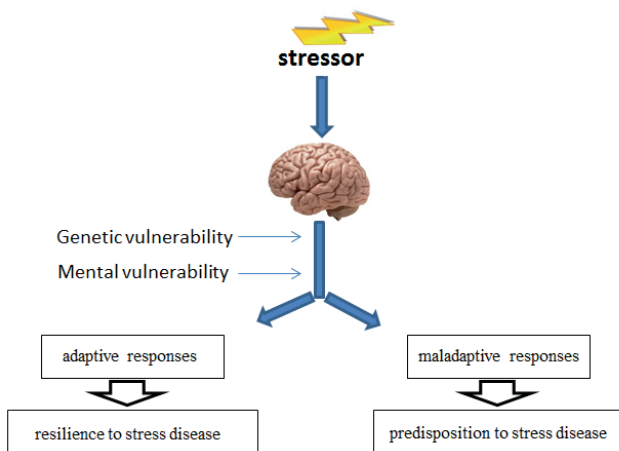 stressor
Genetic vulnerability
Mental vulnerability
adaptive responses
maladaptive responses
resilience to stress disease
predisposition to stress disease